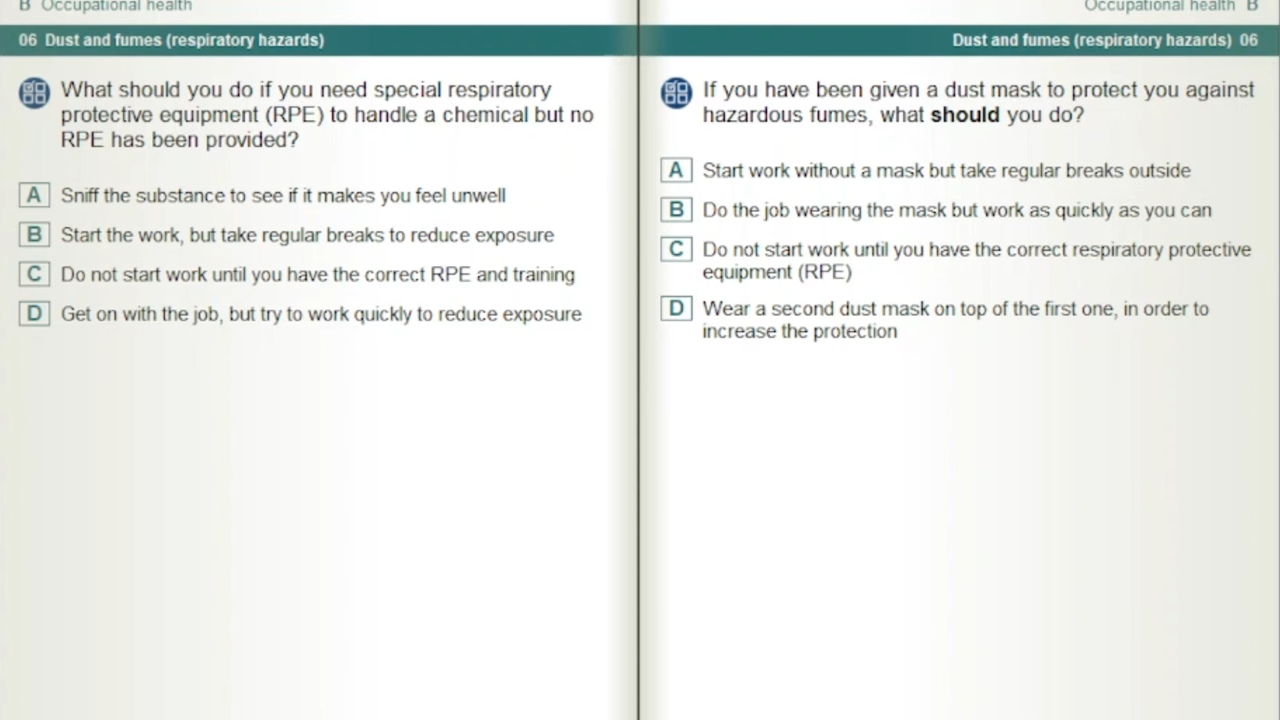 B Occupational health
06 Dust and fumes (respiratory hazards)
What should you do if you need special respiratory
protective equipment (RPE) to handle a chemical but no
RPE has been provided?
A Sniff the substance to see if it makes you feel unwell
B Start the work, but take regular breaks to reduce exposure
C Do not start work until you have the correct RPE and training
D Get on with the job, but try to work quickly to reduce exposure
Occupational health B
Dust and fumes (respiratory hazards) 06
If you have been given a dust mask to protect you against
hazardous fumes, what should you do?
A Start work without a mask but take regular breaks outside
B Do the job wearing the mask but work as quickly as you can
C Do not start work until you have the correct respiratory protective
equipment (RPE)
D Wear a second dust mask on top of the first one, in order to
increase the protection